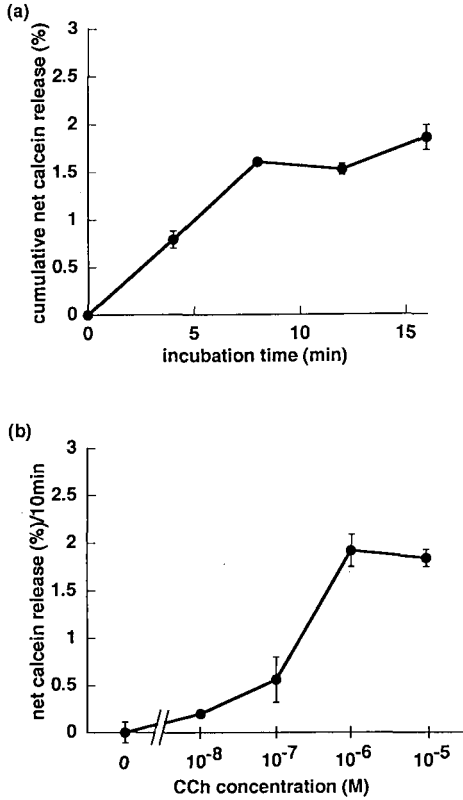 (a)
cumulative net calcein release (%)
3
2.5
2
1.5
1
0.5
0
0 5 10 15
incubation time (min)
(b)
net calcein release (%)/10min
3
2.5
2
1.5
1
0.5
0
0 10⁻⁸ 10⁻⁷ 10⁻⁶ 10⁻⁵
CCh concentration (M)